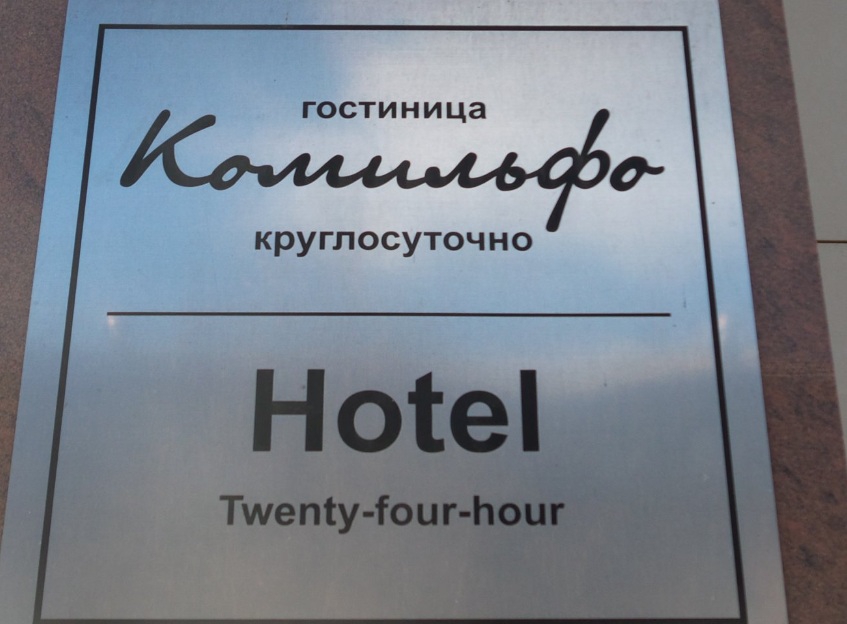 гостиница
Комильфо
круглосуточно
Hotel
Twenty-four-hour